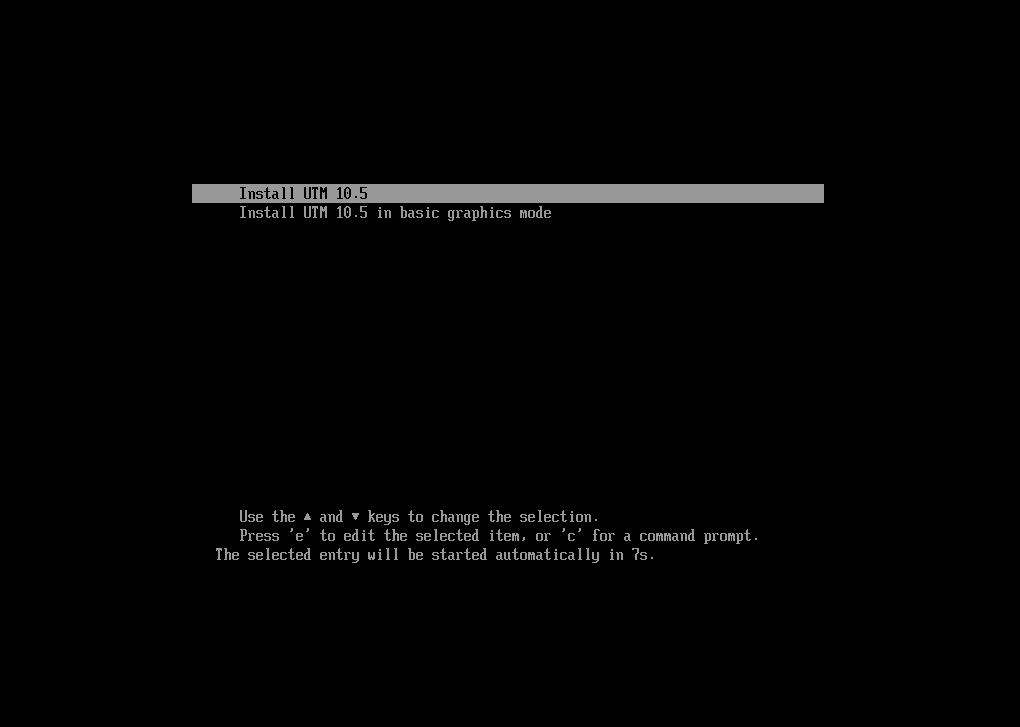 Install UTM 10.5
Install UTM 10.5 in basic graphics mode
Use the ▲ and ▼ keys to change the selection.
Press 'e' to edit the selected item, or 'c' for a command prompt.
The selected entry will be started automatically in 7s.